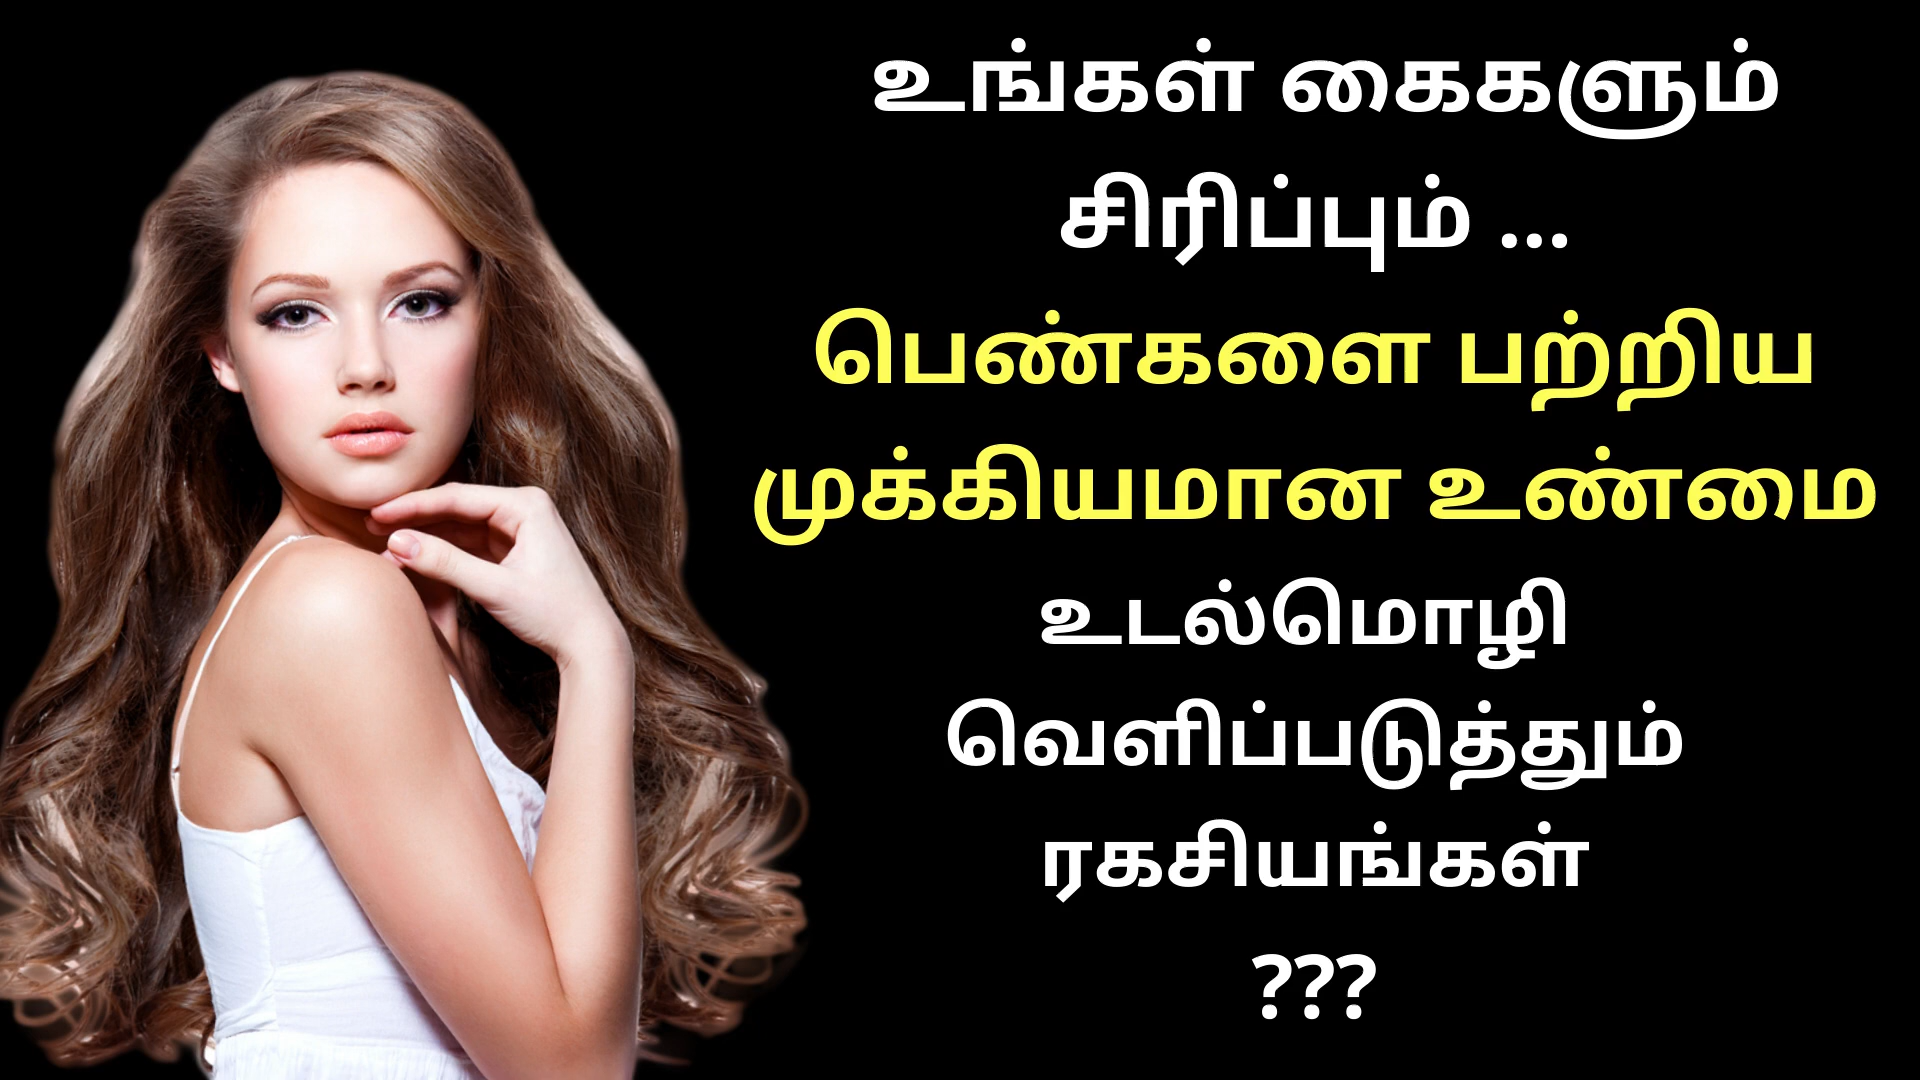 உங்கள் கைகளும்
சிரிப்பும் ...
பெண்களை பற்றிய
முக்கியமான உண்மை
உடல்மொழி
வெளிப்படுத்தும்
ரகசியங்கள்
???